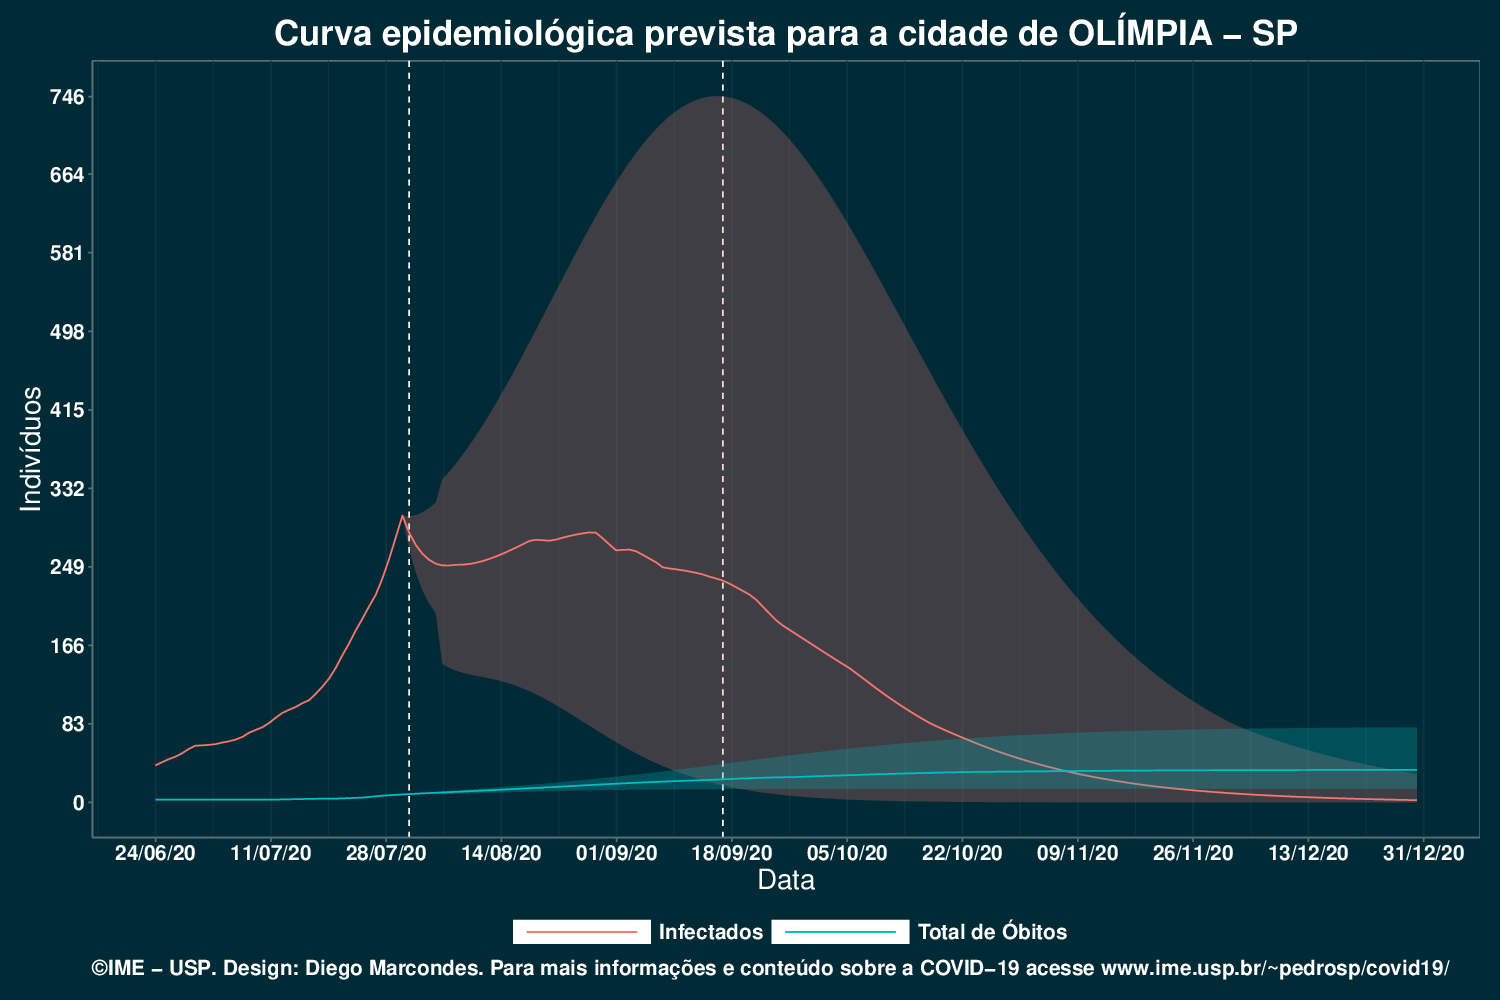 Curva epidemiológica prevista para a cidade de OLÍMPIA – SP
Indivíduos
746
664
581
498
415
332
249
166
83
0
24/06/20 11/07/20 28/07/20 14/08/20 01/09/20 18/09/20 05/10/20 22/10/20 09/11/20 26/11/20 13/12/20 31/12/20
Data
Infectados Total de Óbitos
©IME – USP. Design: Diego Marcondes. Para mais informações e conteúdo sobre a COVID–19 acesse www.ime.usp.br/~pedrosp/covid19/